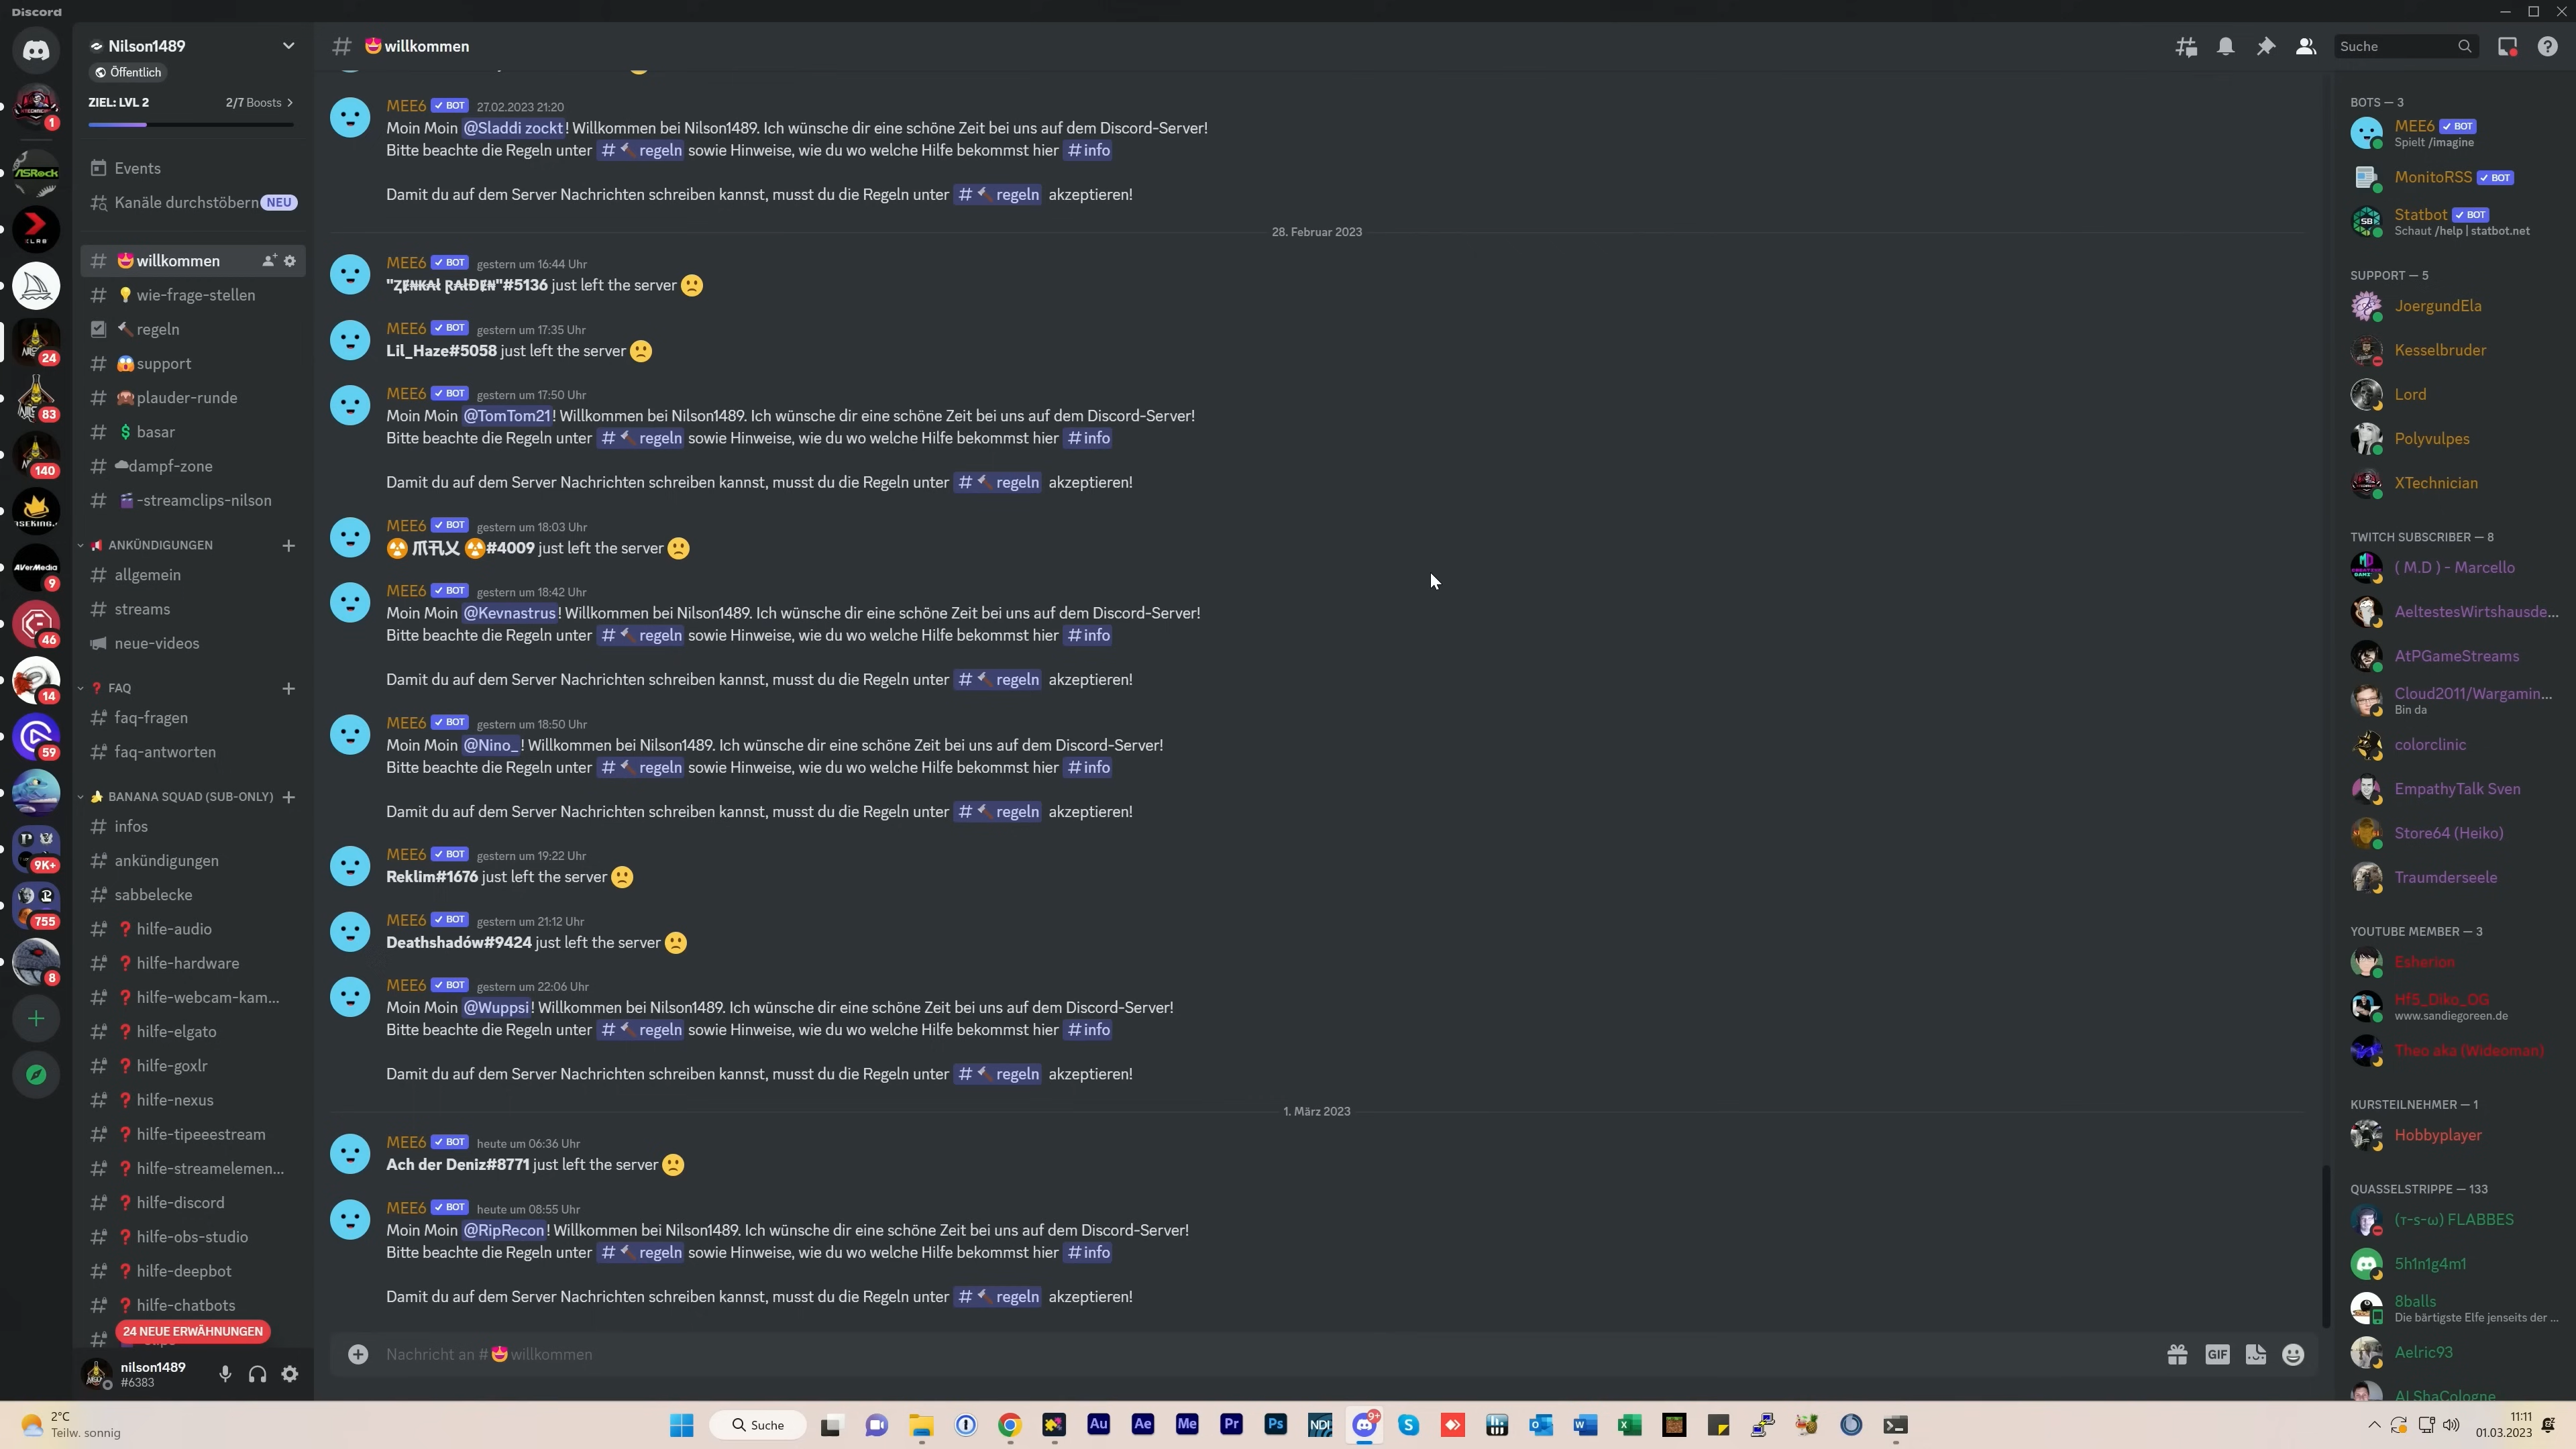 Discord
Nilson1489
Öffentlich
ZIEL: LVL 2 2/7 Boosts
Events
Kanäle durchstöbern NEU
willkommen
wie-frage-stellen
regeln
support
plauder-runde
basar
dampf-zone
-streamclips-nilson
ANKÜNDIGUNGEN
allgemein
streams
neue-videos
FAQ
faq-fragen
faq-antworten
BANANA SQUAD (SUB-ONLY)
infos
ankündigungen
sabbelecke
hilfe-audio
hilfe-hardware
hilfe-webcam-kam...
hilfe-elgato
hilfe-goxlr
hilfe-nexus
hilfe-tipeeestream
hilfe-streamelemen...
hilfe-discord
hilfe-obs-studio
hilfe-deepbot
hilfe-chatbots
24 NEUE ERWÄHNUNGEN
nilson1489
#6383
1
ASRock
XLRB
24
83
140
AVerMedia
9
46
14
59
9K+
755
8
# 😍willkommen
Suche
MEE6 ✓ BOT 27.02.2023 21:20
Moin Moin @Sladdi zockt! Willkommen bei Nilson1489. Ich wünsche dir eine schöne Zeit bei uns auf dem Discord-Server!
Bitte beachte die Regeln unter # 🔨regeln sowie Hinweise, wie du wo welche Hilfe bekommst hier #info
Damit du auf dem Server Nachrichten schreiben kannst, musst du die Regeln unter # 🔨regeln akzeptieren!
28. Februar 2023
MEE6 ✓ BOT gestern um 16:44 Uhr
#5136 just left the server 🙁
MEE6 ✓ BOT gestern um 17:35 Uhr
Lil_Haze#5058 just left the server 🙁
MEE6 ✓ BOT gestern um 17:50 Uhr
Moin Moin @TomTom21! Willkommen bei Nilson1489. Ich wünsche dir eine schöne Zeit bei uns auf dem Discord-Server!
Bitte beachte die Regeln unter # 🔨regeln sowie Hinweise, wie du wo welche Hilfe bekommst hier #info
Damit du auf dem Server Nachrichten schreiben kannst, musst du die Regeln unter # 🔨regeln akzeptieren!
MEE6 ✓ BOT gestern um 18:03 Uhr
#4009 just left the server 🙁
MEE6 ✓ BOT gestern um 18:42 Uhr
Moin Moin @Kevnastrus! Willkommen bei Nilson1489. Ich wünsche dir eine schöne Zeit bei uns auf dem Discord-Server!
Bitte beachte die Regeln unter # 🔨regeln sowie Hinweise, wie du wo welche Hilfe bekommst hier #info
Damit du auf dem Server Nachrichten schreiben kannst, musst du die Regeln unter # 🔨regeln akzeptieren!
MEE6 ✓ BOT gestern um 18:50 Uhr
Moin Moin @Nino_! Willkommen bei Nilson1489. Ich wünsche dir eine schöne Zeit bei uns auf dem Discord-Server!
Bitte beachte die Regeln unter # 🔨regeln sowie Hinweise, wie du wo welche Hilfe bekommst hier #info
Damit du auf dem Server Nachrichten schreiben kannst, musst du die Regeln unter # 🔨regeln akzeptieren!
MEE6 ✓ BOT gestern um 19:22 Uhr
Reklim#1676 just left the server 🙁
MEE6 ✓ BOT gestern um 21:12 Uhr
Deathshadów#9424 just left the server 🙁
MEE6 ✓ BOT gestern um 22:06 Uhr
Moin Moin @Wuppsi! Willkommen bei Nilson1489. Ich wünsche dir eine schöne Zeit bei uns auf dem Discord-Server!
Bitte beachte die Regeln unter # 🔨regeln sowie Hinweise, wie du wo welche Hilfe bekommst hier #info
Damit du auf dem Server Nachrichten schreiben kannst, musst du die Regeln unter # 🔨regeln akzeptieren!
1. März 2023
MEE6 ✓ BOT heute um 06:36 Uhr
Ach der Deniz#8771 just left the server 🙁
MEE6 ✓ BOT heute um 08:55 Uhr
Moin Moin @RipRecon! Willkommen bei Nilson1489. Ich wünsche dir eine schöne Zeit bei uns auf dem Discord-Server!
Bitte beachte die Regeln unter # 🔨regeln sowie Hinweise, wie du wo welche Hilfe bekommst hier #info
Damit du auf dem Server Nachrichten schreiben kannst, musst du die Regeln unter # 🔨regeln akzeptieren!
Nachricht an #😍willkommen
GIF
BOTS — 3
MEE6 ✓ BOT
Spielt /imagine
MonitoRSS ✓ BOT
Statbot ✓ BOT
Schaut /help | statbot.net
SUPPORT — 5
JoergundEla
Kesselbruder
Lord
Polyvulpes
XTechnician
TWITCH SUBSCRIBER — 8
( M.D ) - Marcello
AeltestesWirtshausde...
AtPGameStreams
Cloud2011/Wargamin...
Bin da
colorclinic
EmpathyTalk Sven
Store64 (Heiko)
Traumderseele
YOUTUBE MEMBER — 3
Esherion
Hf5_Diko_OG
www.sandiegoreen.de
Theo aka (Wideoman)
KURSTEILNEHMER — 1
Hobbyplayer
QUASSELSTRIPPE — 133
(т-s-ω) FLABBES
5h1n1g4m1
8balls
Die bärtigste Elfe jenseits der ...
Aelric93
ALShaCologne
2°C
Teilw. sonnig
Suche
Au
Ae
Me
Pr
Ps
NDI
9+
11:11
01.03.2023